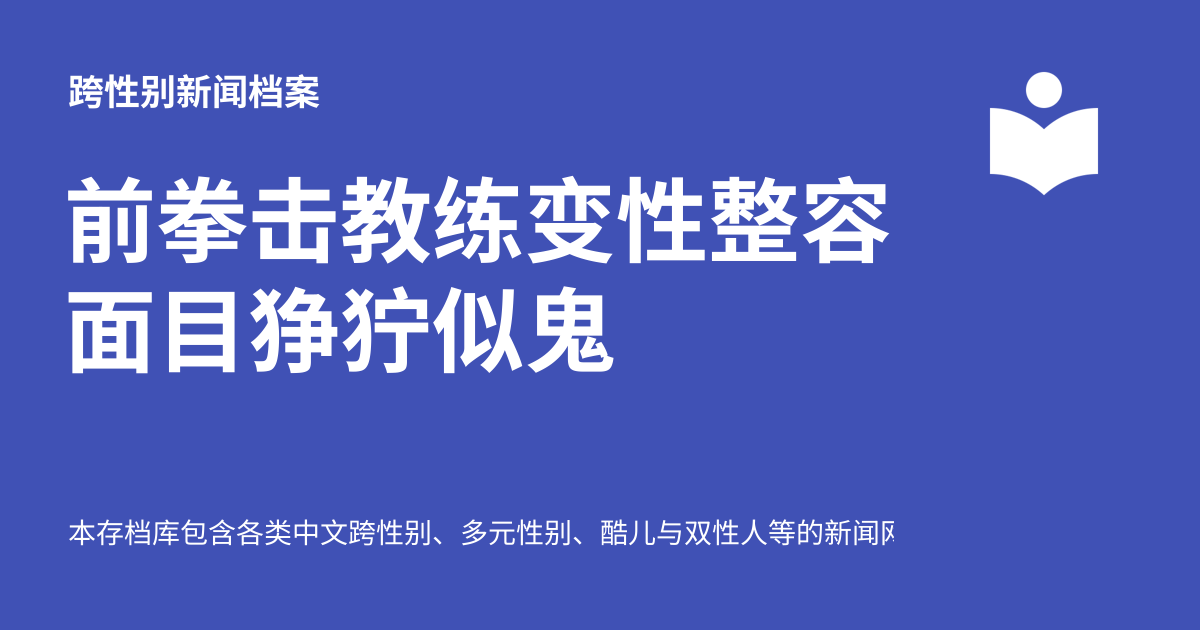 跨性别新闻档案
前拳击教练变性整容
面目狰狞似鬼
本存档库包含各类中文跨性别、多元性别、酷儿与双性人等的新闻网